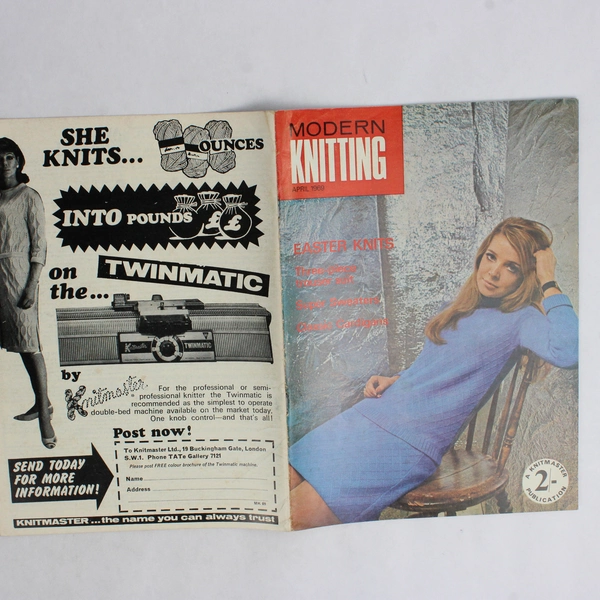 SHE
KNITS... OUNCES
INTO POUNDS
££
on
the... TWINMATIC
Knitmaster TWINMATIC
by
Knitmaster
For the professional or semi-
professional knitter the Twinmatic is
recommended as the simplest to operate
double-bed machine available on the market today.
One knob control—and that's all!
Post now!
To Knitmaster Ltd., 19 Buckingham Gate, London
S.W.1. Phone TATe Gallery 7121
Please post FREE colour brochure of the Twinmatic machine.
Name
Address
SEND TODAY
FOR MORE
INFORMATION!
KNITMASTER...the name you can always trust
MODERN
KNITTING
APRIL
EASTER KNITS
A KNITMASTER
2/-
PUBLICATION